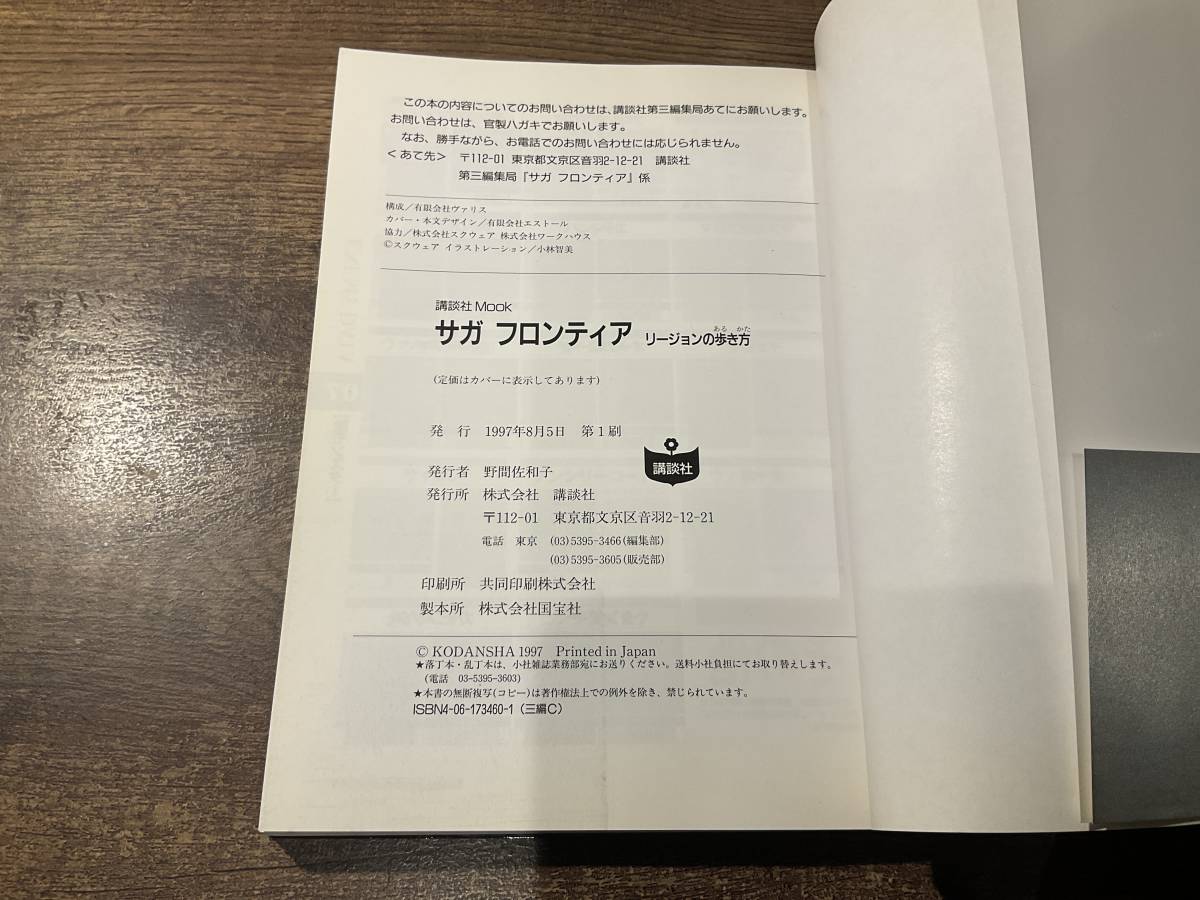 この本の内容についてのお問い合わせは、講談社第三編集局あてにお願いします。
お問い合わせは、官製ハガキでお願いします。
なお、勝手ながら、お電話でのお問い合わせには応じられません。
<あて先> 〒112-01 東京都文京区音羽2-12-21 講談社
第三編集局『サガ フロンティア』係
構成/有限会社ヴァリス
カバー・本文デザイン/有限会社エストール
協力/株式会社スクウェア 株式会社ワークハウス
©スクウェア イラストレーション/小林智美
講談社 Mook
サガ フロンティア リージョンの歩き方
ある かた
(定価はカバーに表示してあります)
発 行 1997年8月5日 第1刷
講談社
発行者 野間佐和子
発行所 株式会社 講談社
〒112-01 東京都文京区音羽2-12-21
電話 東京 (03)5395-3466(編集部)
(03)5395-3605(販売部)
印刷所 共同印刷株式会社
製本所 株式会社国宝社
© KODANSHA 1997 Printed in Japan
★落丁本・乱丁本は、小社雑誌業務部宛にお送りください。送料小社負担にてお取り替えします。
(電話 03-5395-3603)
★本書の無断複写(コピー)は著作権法上での例外を除き、禁じられています。
ISBN4-06-173460-1 (三編C)